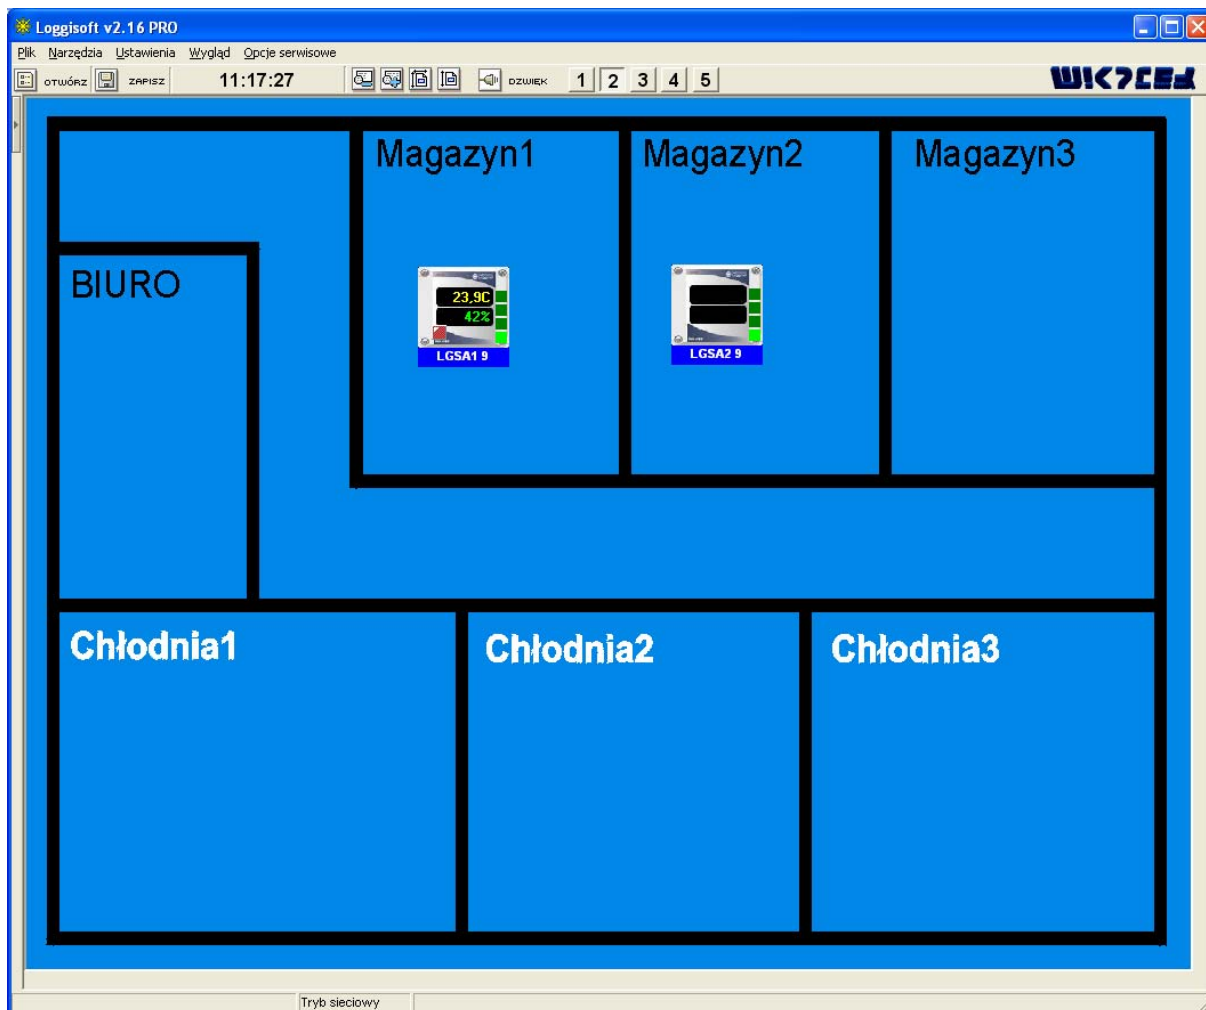 Loggisoft v2.16 PRO
Plik Narzędzia Ustawienia Wygląd Opcje serwisowe
OTWÓRZ ZAPISZ 11:17:27 DZWIĘK 1 2 3 4 5
Magazyn1 Magazyn2 Magazyn3
BIURO
23,9C
42%
LGSA1 9 LGSA2 9
Chłodnia1 Chłodnia2 Chłodnia3
Tryb sieciowy